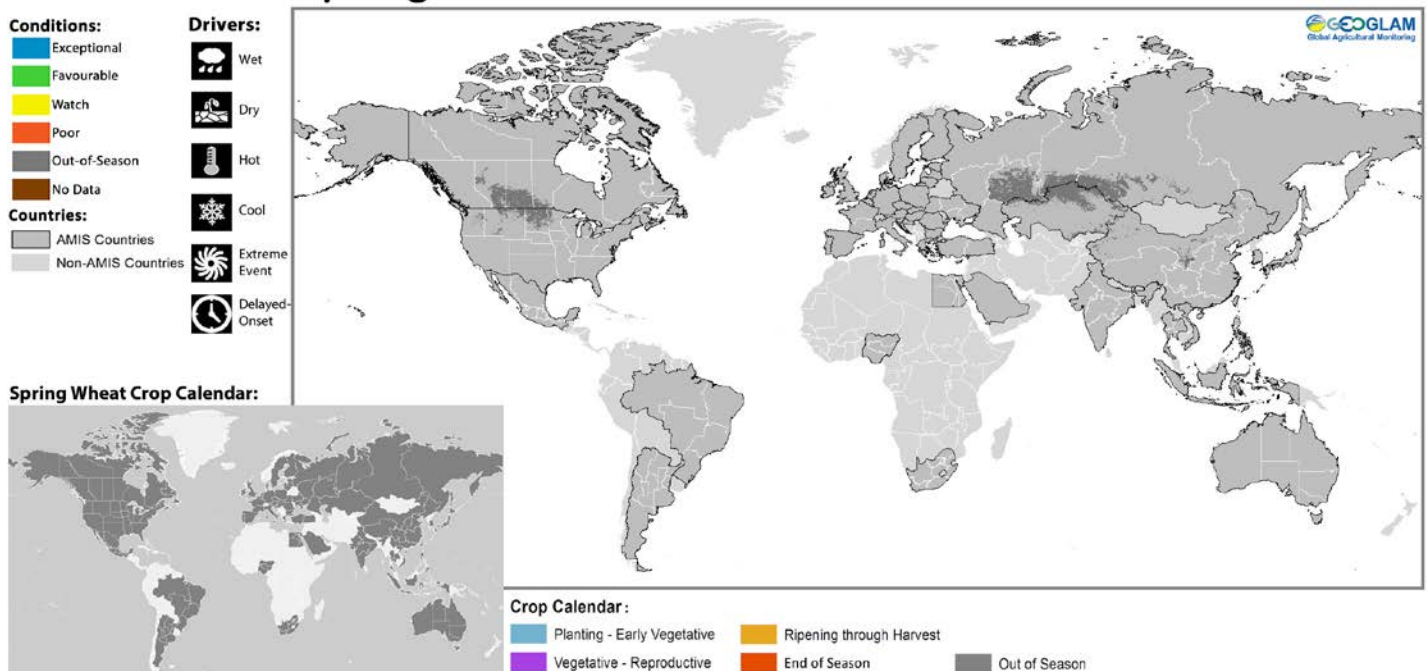 Conditions:
Exceptional
Favourable
Watch
Poor
Out-of-Season
No Data
Countries:
AMIS Countries
Non-AMIS Countries
Drivers:
Wet
Dry
Hot
Cool
Extreme
Event
Delayed-
Onset
GEOGLAM
Global Agricultural Monitoring
Spring Wheat Crop Calendar:
Crop Calendar :
Planting - Early Vegetative
Vegetative - Reproductive
Ripening through Harvest
End of Season
Out of Season